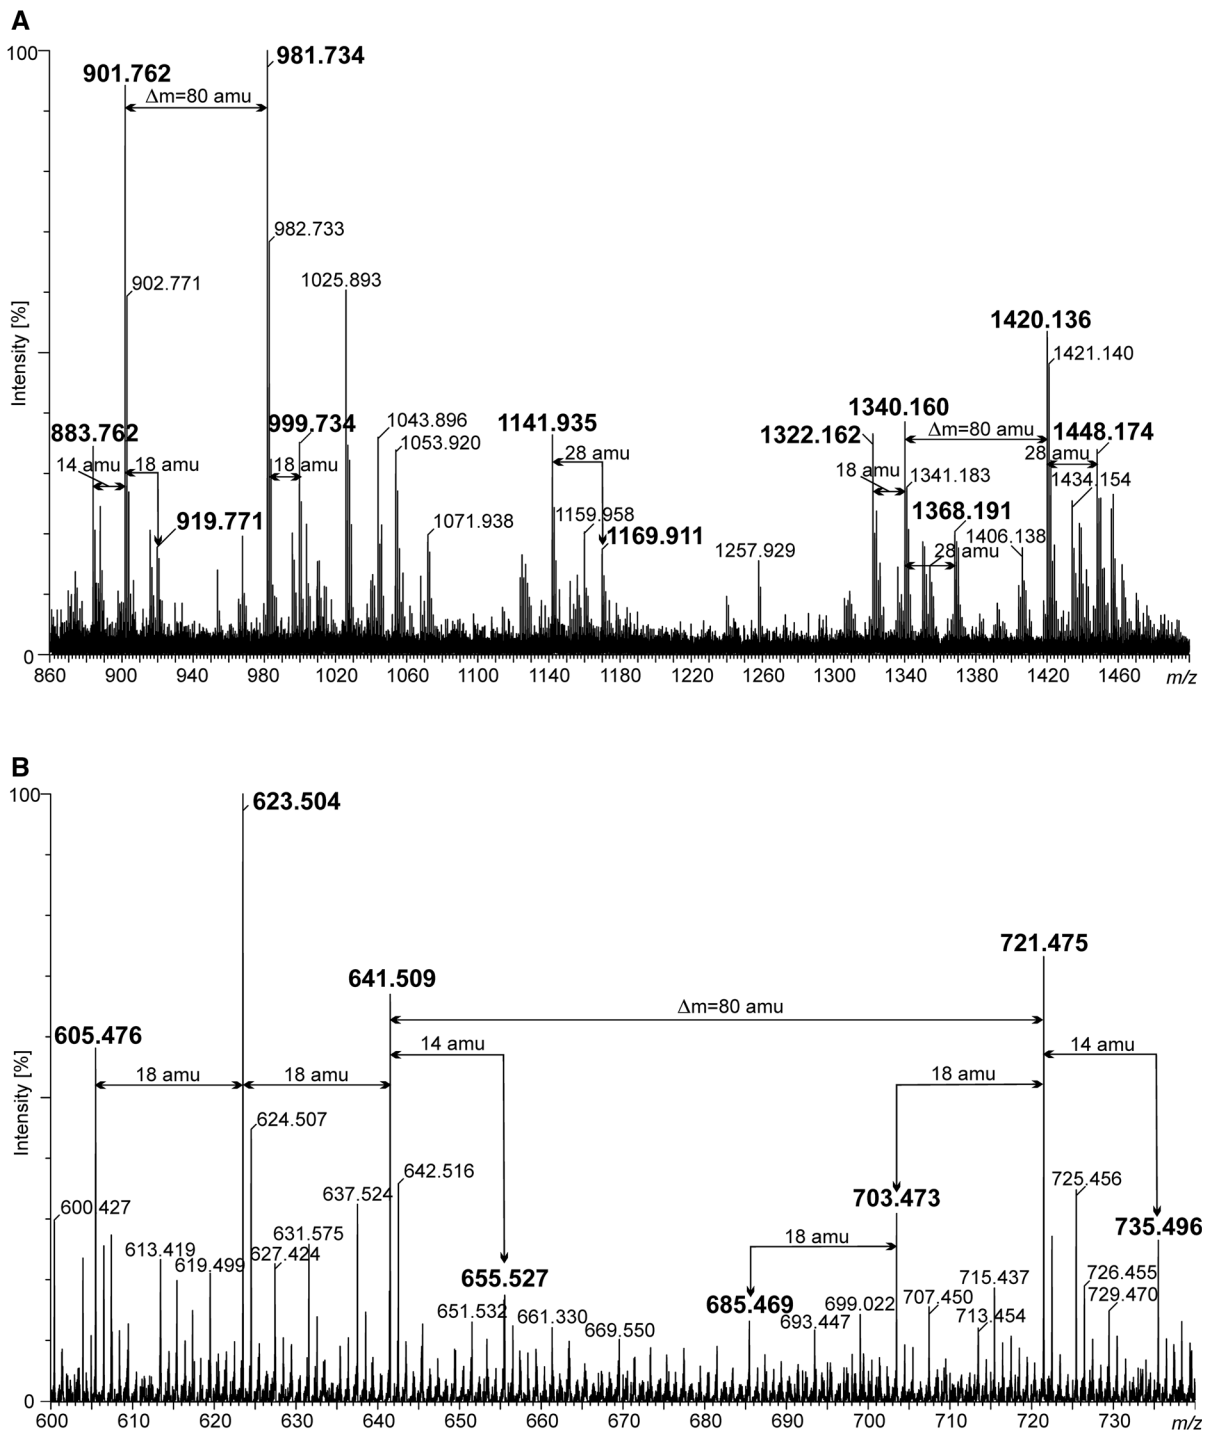 A
100
981.734
901.762
Δm=80 amu
982.733
902.771
1025.893
1420.136
1421.140
883.762
999.734
1043.896
1053.920
1141.935
1340.160
1322.162
Δm=80 amu
1448.174
14 amu
18 amu
18 amu
28 amu
18 amu
28 amu
1341.183
1434.154
919.771
1071.938
1159.958
1169.911
1368.191
1406.138
1257.929
28 amu
Intensity [%]
0
860 900 940 980 1020 1060 1100 1140 1180 1220 1260 1300 1340 1380 1420 1460 m/z
B
100
623.504
721.475
641.509
Δm=80 amu
605.476
14 amu
14 amu
18 amu
18 amu
18 amu
624.507
642.516
637.524
725.456
703.473
600.427
735.496
613.419
619.499
627.424
631.575
18 amu
655.527
685.469
715.437
726.455
651.532
661.330
669.550
693.447
699.022
707.450
713.454
729.470
Intensity [%]
0
600 610 620 630 640 650 660 670 680 690 700 710 720 730 m/z